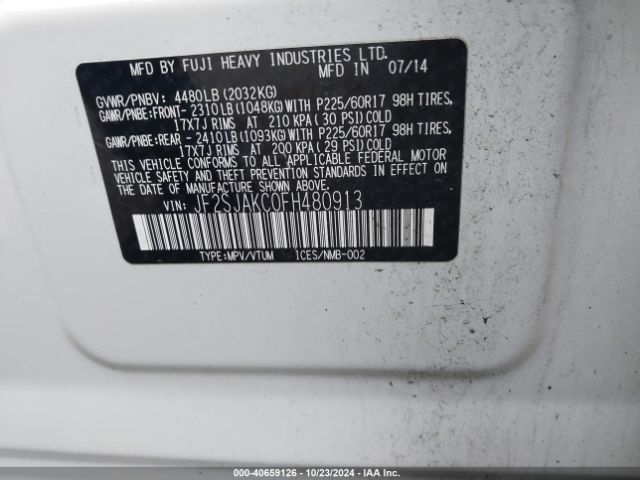 MFD BY FUJI HEAVY INDUSTRIES LTD.
MFD IN 07/14
GVWR/PNBV: 4480LB(2032KG)
GAWR/PNBE:FRONT-2310LB(1048KG)WITH P225/60R17 98H TIRES,
17X7J RIMS AT 210 KPA(30 PSI)COLD
GAWR/PNBE:REAR -2410LB(1093KG)WITH P225/60R17 98H TIRES,
17X7J RIMS AT 200 KPA(29 PSI)COLD
THIS VEHICLE CONFORMS TO ALL APPLICABLE FEDERAL MOTOR
VEHICLE SAFETY AND THEFT PREVENTION STANDARDS
IN EFFECT ON THE DATE OF MANUFACTURE SHOWN ABOVE.
VIN: JF2SJAKC0FH480913
TYPE:MPV/VTUM ICES/NMB-002
000-40659126 - 10/23/2024 - IAA Inc.